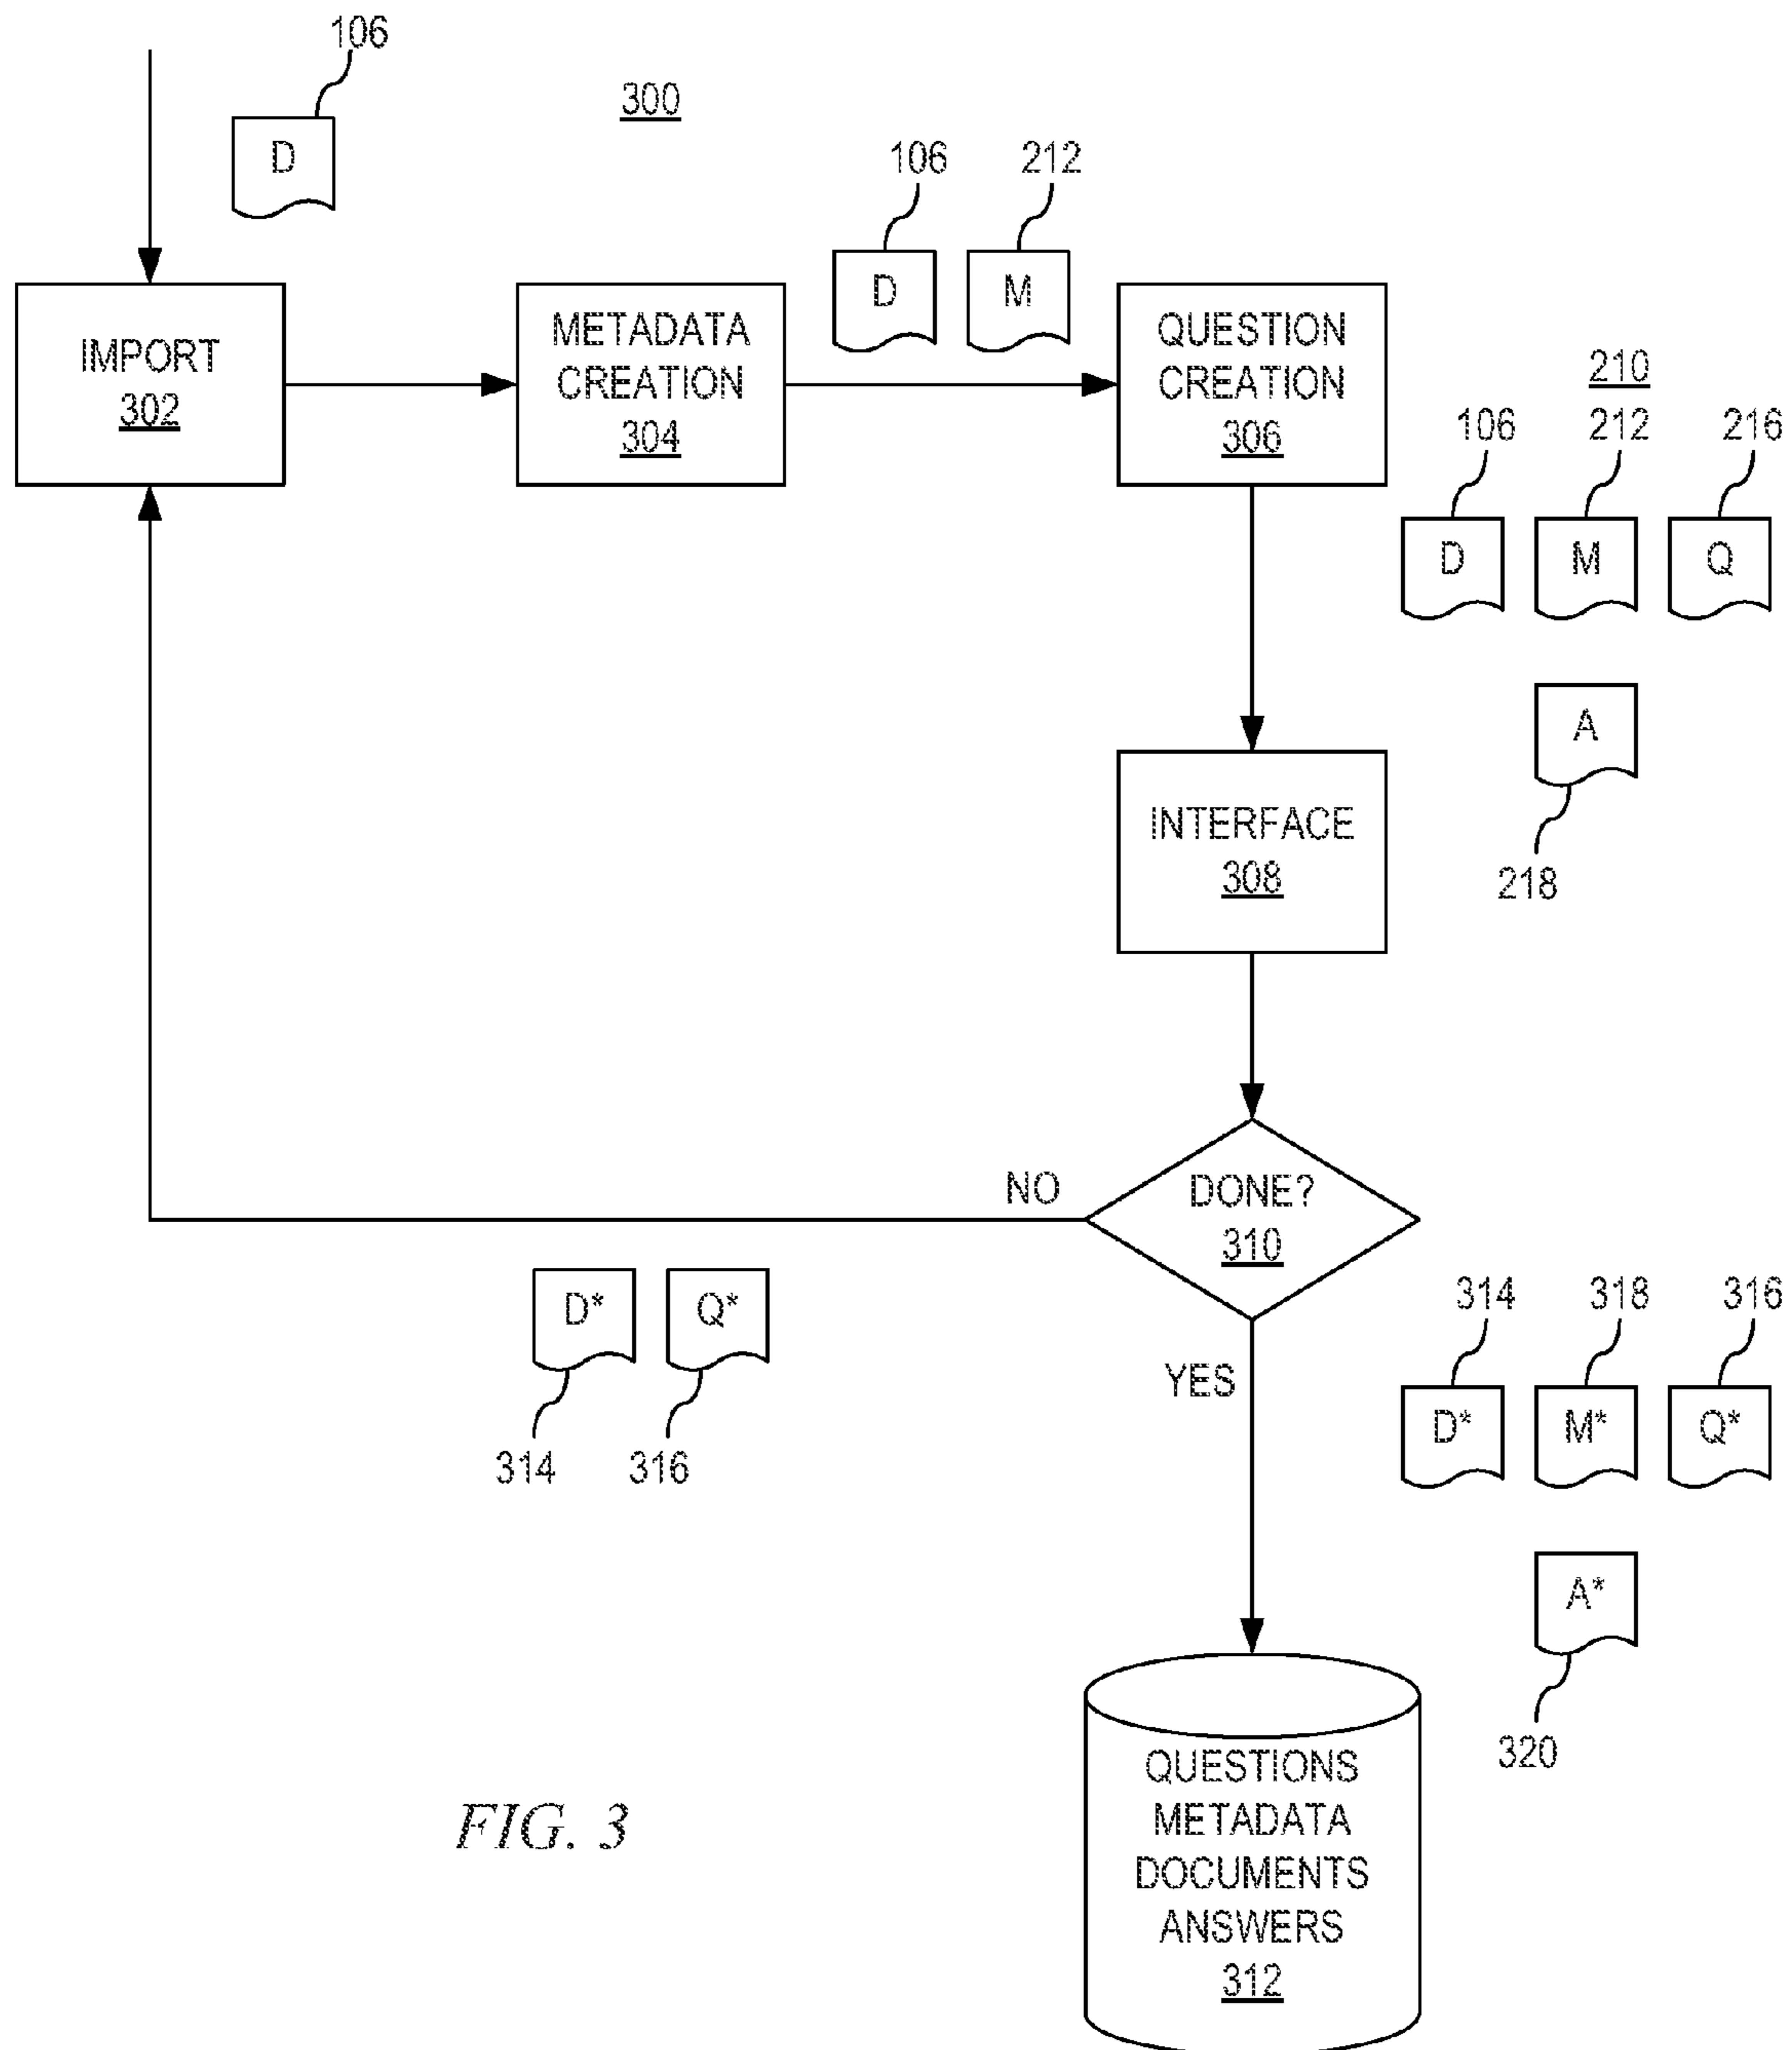 106
300
D
106
212
D
M
IMPORT
302
METADATA
CREATION
304
QUESTION
CREATION
306
210
106
212
216
D
M
Q
A
218
INTERFACE
308
DONE?
310
NO
YES
D*
Q*
314
316
314
318
316
D*
M*
Q*
A*
320
QUESTIONS
METADATA
DOCUMENTS
ANSWERS
312
FIG. 3